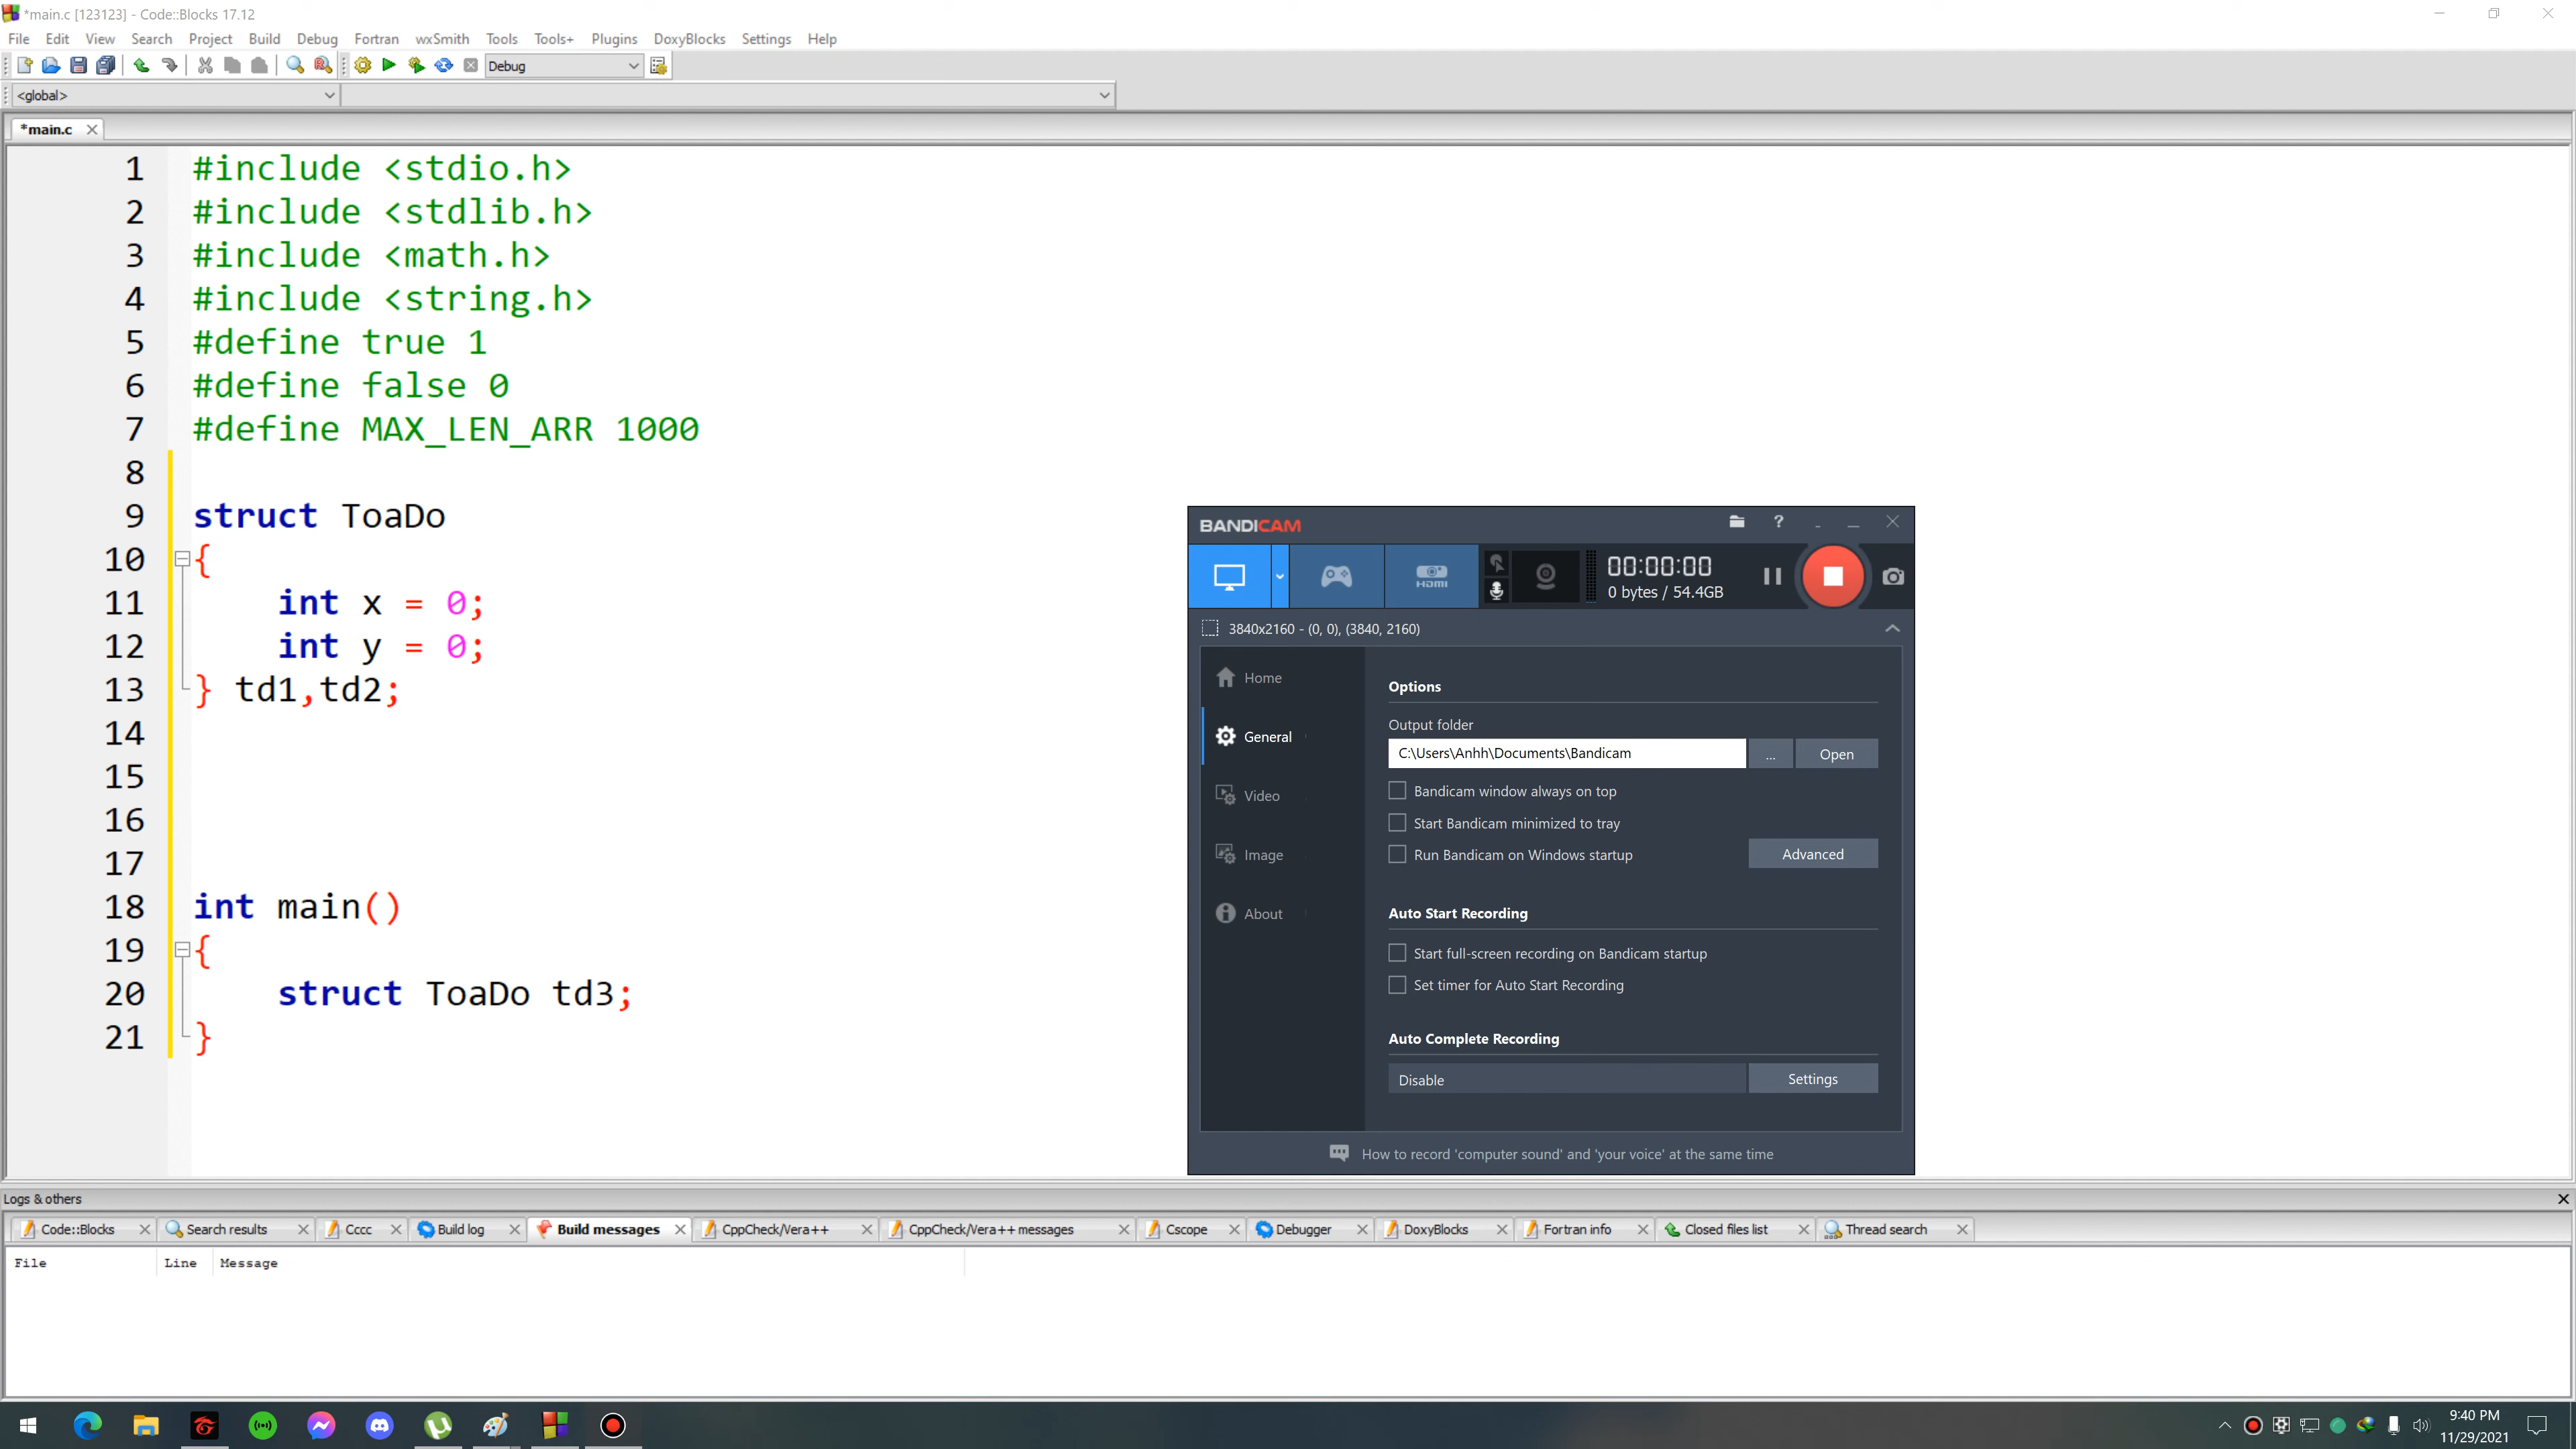 *main.c [123123] - Code::Blocks 17.12
File Edit View Search Project Build Debug Fortran wxSmith Tools Tools+ Plugins DoxyBlocks Settings Help
Debug
<global>
*main.c
1 #include <stdio.h>
2 #include <stdlib.h>
3 #include <math.h>
4 #include <string.h>
5 #define true 1
6 #define false 0
7 #define MAX_LEN_ARR 1000
8
9 struct ToaDo
10 {
11 int x = 0;
12 int y = 0;
13 } td1,td2;
14
15
16
17
18 int main()
19 {
20 struct ToaDo td3;
21 }
BANDICAM
?
HDMI
00:00:00
0 bytes / 54.4GB
3840x2160 - (0, 0), (3840, 2160)
Home
General
Video
Image
About
Options
Output folder
C:\Users\Anhh\Documents\Bandicam
... Open
Bandicam window always on top
Start Bandicam minimized to tray
Run Bandicam on Windows startup
Advanced
Auto Start Recording
Start full-screen recording on Bandicam startup
Set timer for Auto Start Recording
Auto Complete Recording
Disable Settings
How to record 'computer sound' and 'your voice' at the same time
Logs & others
Code::Blocks Search results Cccc Build log Build messages CppCheck/Vera++ CppCheck/Vera++ messages Cscope Debugger DoxyBlocks Fortran info Closed files list Thread search
File Line Message
9:40 PM
11/29/2021